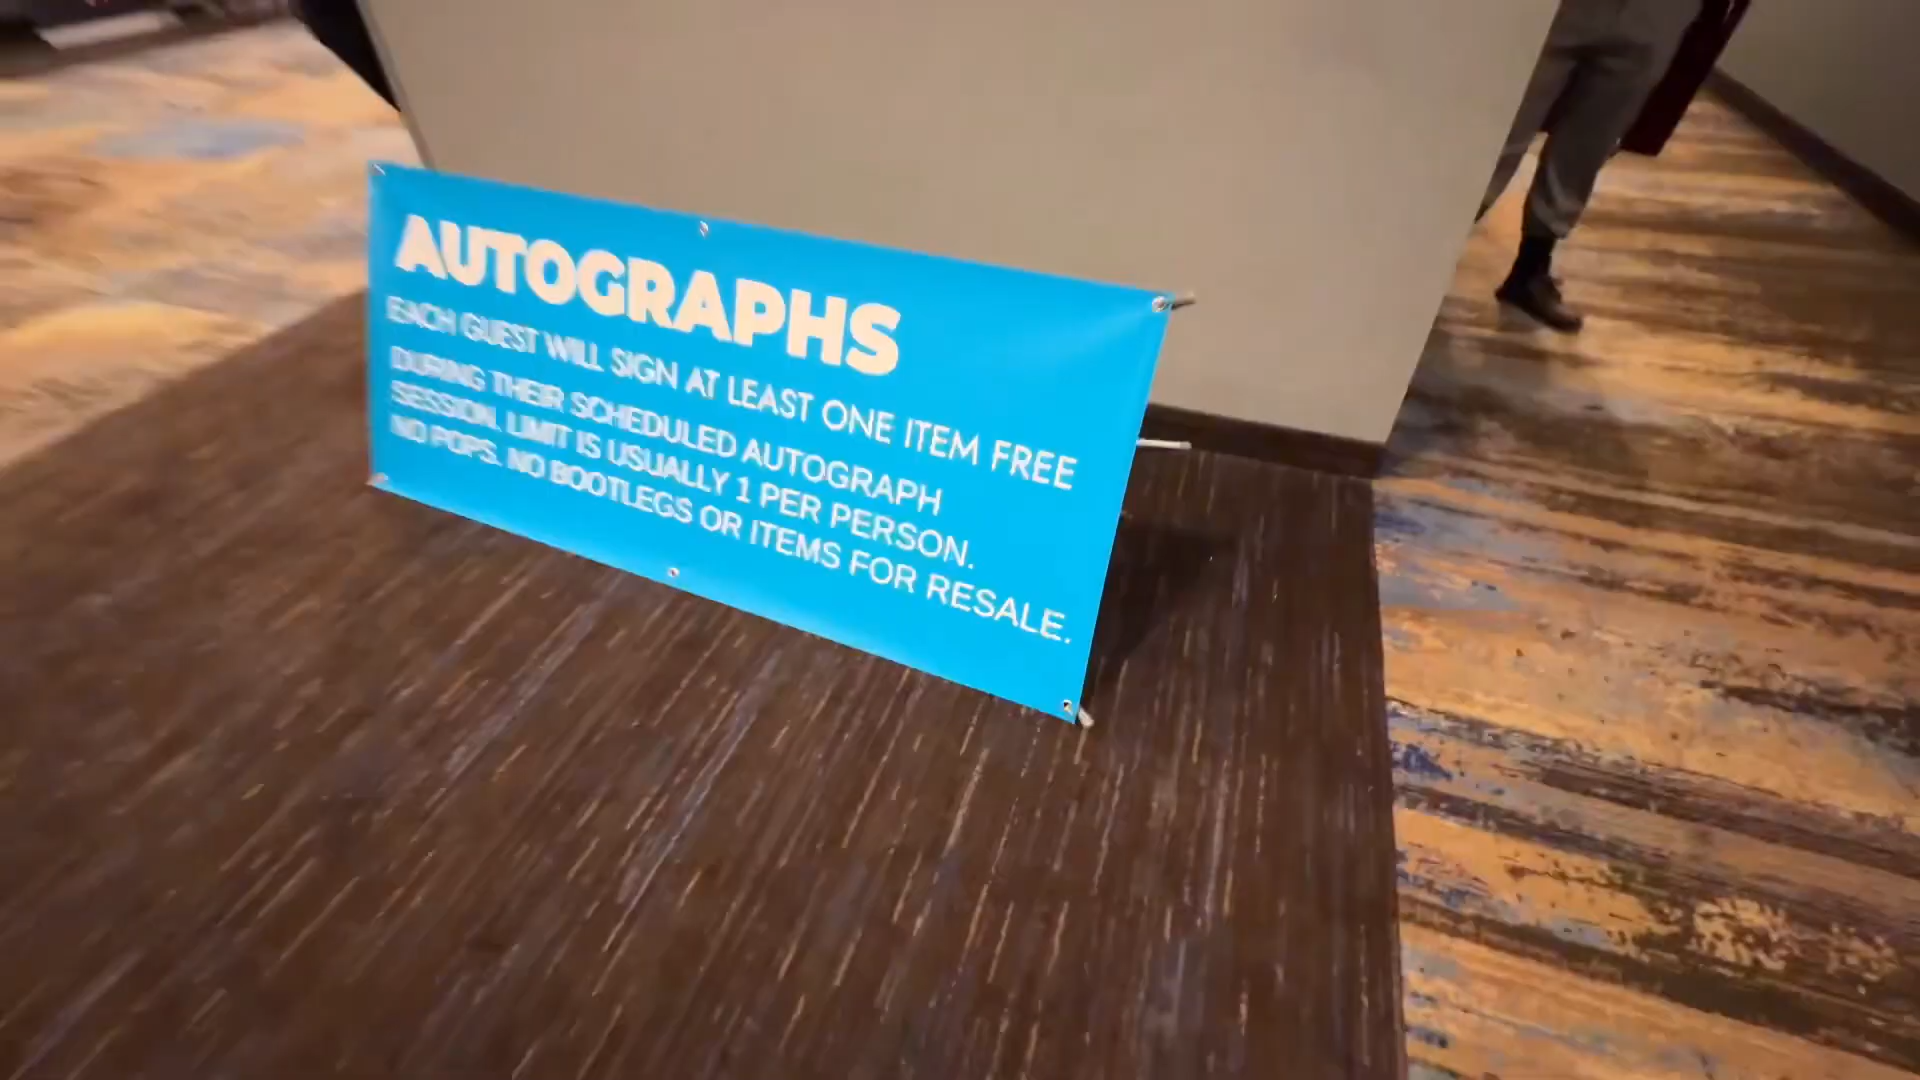 AUTOGRAPHS
EACH GUEST WILL SIGN AT LEAST ONE ITEM FREE
DURING THEIR SCHEDULED AUTOGRAPH
SESSION. LIMIT IS USUALLY 1 PER PERSON.
NO POPS. NO BOOTLEGS OR ITEMS FOR RESALE.